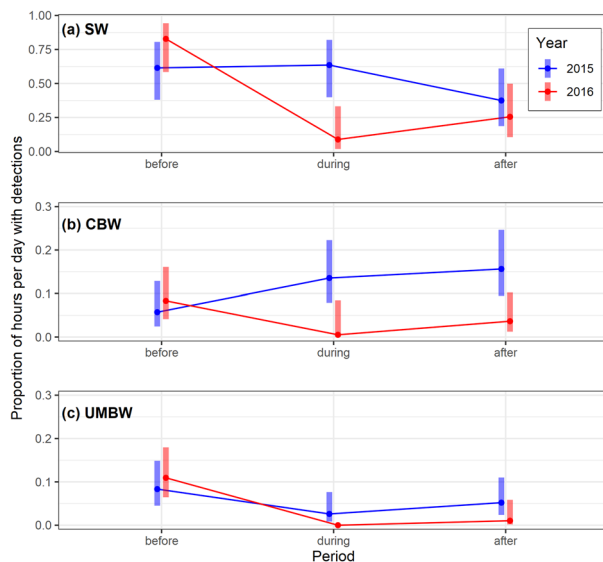 Proportion of hours per day with detections
1.00
(a) SW
0.75
0.50
0.25
0.00
Year
2015
2016
before during after
0.3
(b) CBW
0.2
0.1
0.0
before during after
0.3
(c) UMBW
0.2
0.1
0.0
before during after
Period